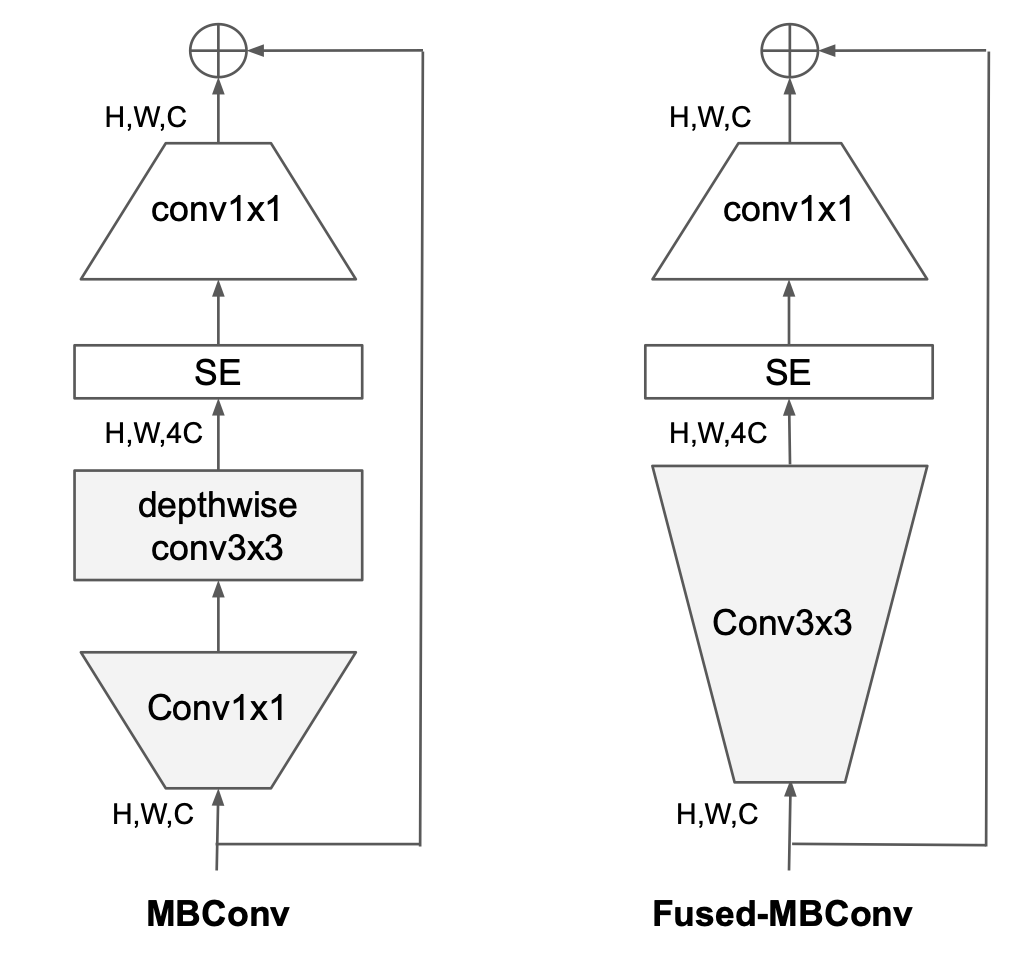 H,W,C
conv1x1
SE
H,W,4C
depthwise
conv3x3
Conv1x1
H,W,C
MBConv
H,W,C
conv1x1
SE
H,W,4C
Conv3x3
H,W,C
Fused-MBConv